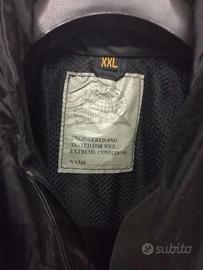 XXL
ENGINEERED AND
TESTED FOR WET
EXTREME CONDITIONS
NAME
subito